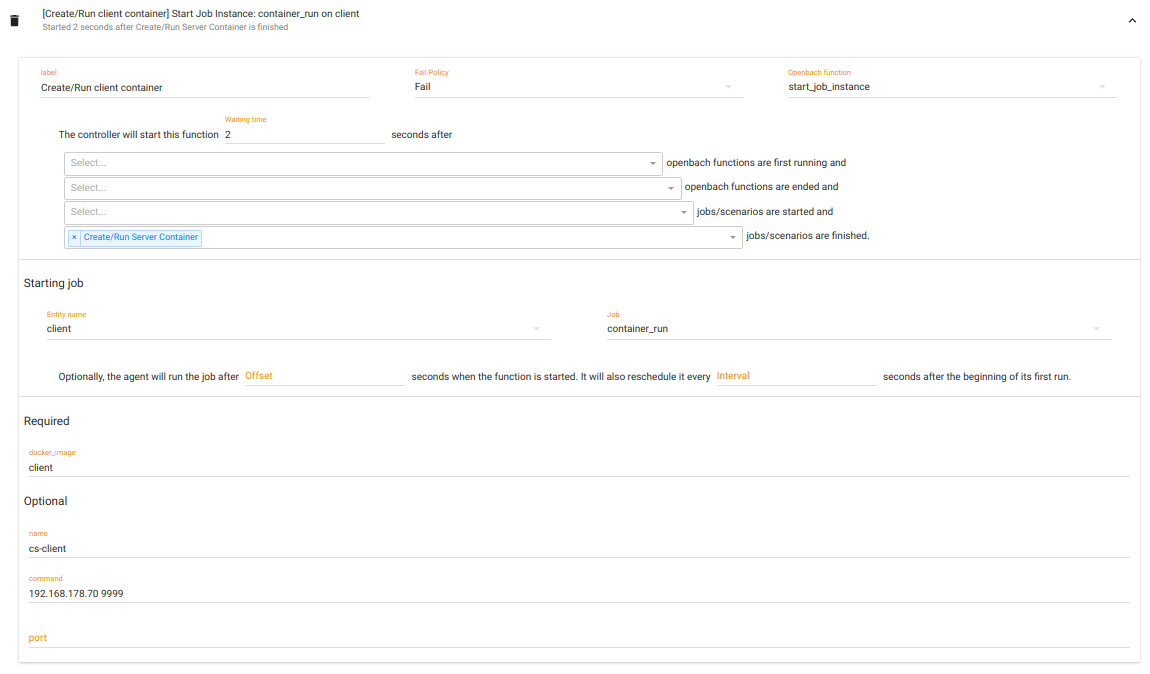 [Create/Run client container] Start Job Instance: container_run on client
Started 2 seconds after Create/Run Server Container is finished
label Fail Policy Openbach function
Create/Run client container Fail start_job_instance
Waiting time
The controller will start this function 2 seconds after
Select... openbach functions are first running and
Select... openbach functions are ended and
Select... jobs/scenarios are started and
× Create/Run Server Container jobs/scenarios are finished.
Starting job
Entity name Job
client container_run
Optionally, the agent will run the job after Offset seconds when the function is started. It will also reschedule it every Interval seconds after the beginning of its first run.
Required
docker_image
client
Optional
name
cs-client
command
192.168.178.70 9999
port